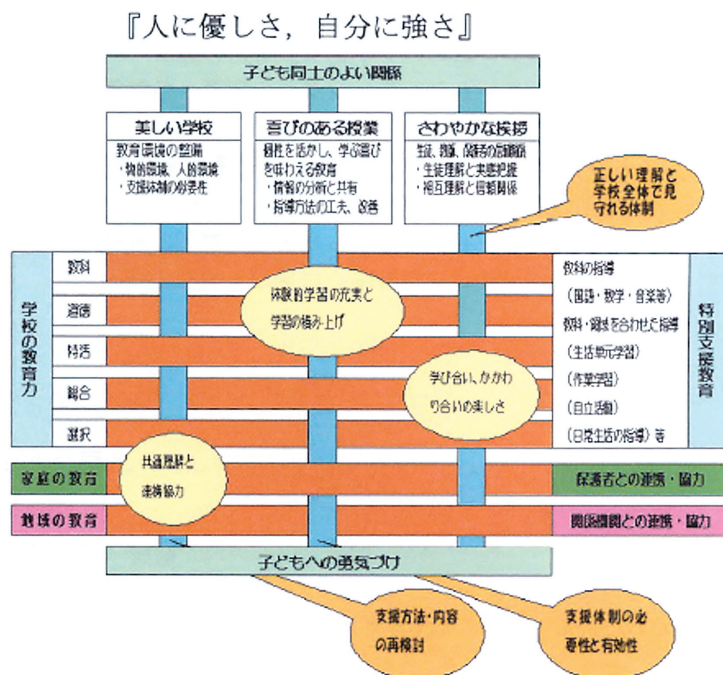 『人に優しさ，自分に強さ』
子ども同士のよい関係
美しい学校
教育環境の整備
・物的環境、人的環境
・支援体制の必要性
喜びのある授業
個性を活かし、学ぶ喜び
を味わえる教育
・情報の分析と共有
・指導方法の工夫、改善
さわやかな挨拶
・生徒理解と実態把握
・相互理解と信頼関係
正しい理解と
学校全体で見
守れる体制
学校の教育力
教科
道徳
特活
総合
選択
体験的学習の充実と
学習の積み上げ
学び合い、かかわ
り合いの楽しさ
共通理解と
連携協力
教科の指導
（国語・数学・音楽等）
教科・領域を合わせた指導
（生活単元学習）
（作業学習）
（自立活動）
（日常生活の指導）等
特別支援教育
家庭の教育
保護者との連携・協力
地域の教育
関係機関との連携・協力
子どもへの勇気づけ
支援方法・内容
の再検討
支援体制の必
要性と有効性